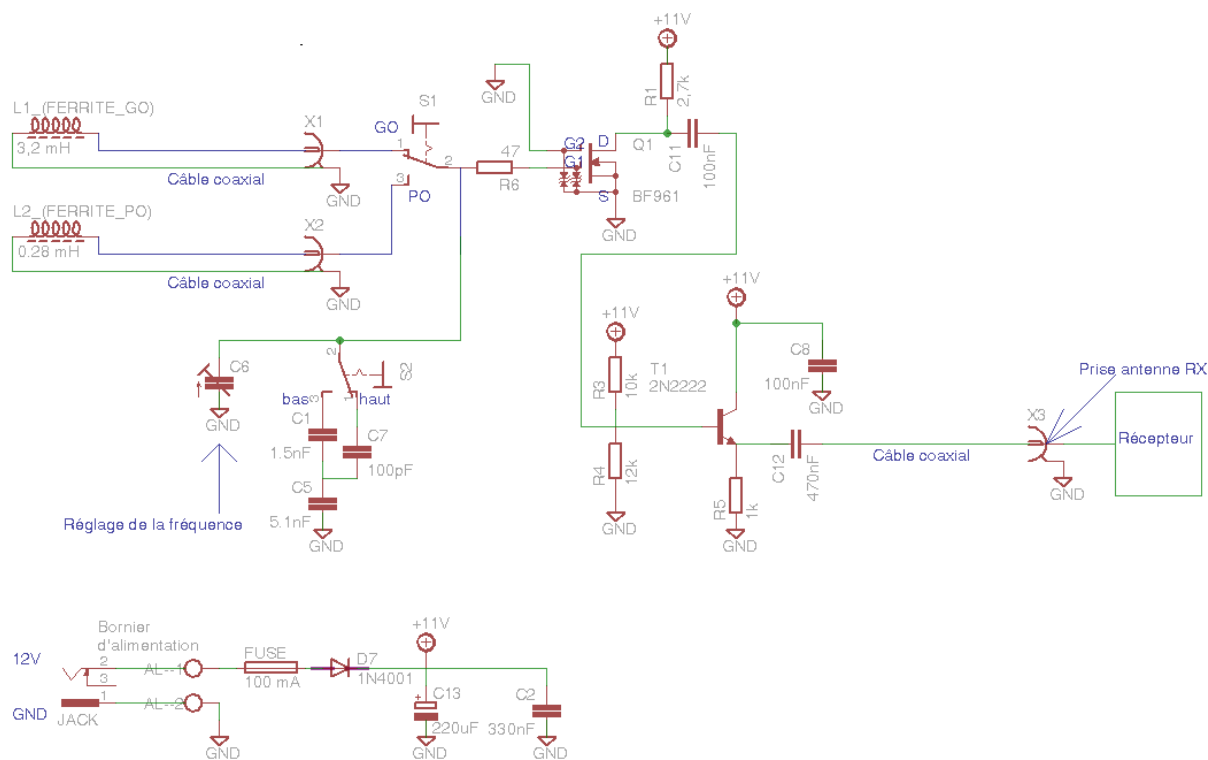 +11V
R1
2,7k
GND
L1_(FERRITE_GO)
3,2 mH
X1
GO
S1
1
2
3
PO
47
R6
G2
G1
D
S
Q1
BF961
C11
100nF
Câble coaxial
GND
GND
L2_(FERRITE_PO)
0.28 mH
X2
Câble coaxial
GND
+11V
+11V
C6
GND
2
S2
bas
3
1
haut
C1
1.5nF
C7
100pF
C5
5.1nF
GND
Réglage de la fréquence
R3
10k
R4
12k
GND
T1
2N2222
C8
100nF
GND
C12
470nF
R5
1k
GND
Câble coaxial
Prise antenne RX
X3
GND
Récepteur
Bornier
d'alimentation
12V
2
3
1
GND
JACK
AL--1
AL--2
GND
FUSE
100 mA
D7
1N4001
+11V
+
C13
220uF
GND
C2
330nF
GND